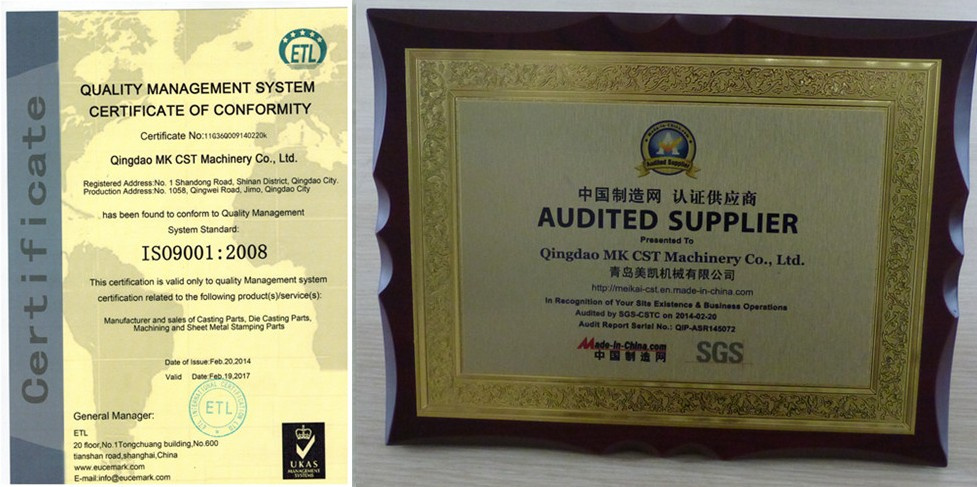 Certificate
ETL
QUALITY MANAGEMENT SYSTEM
CERTIFICATE OF CONFORMITY
Certificate No:11G36Q009140220k
Qingdao MK CST Machinery Co., Ltd.
Registered Address:No. 1 Shandong Road, Shinan District, Qingdao City.
Production Address:No. 1058, Qingwei Road, Jimo, Qingdao City
has been found to conform to Quality Management
System Standard:
ISO9001:2008
This certification is valid only to quality Management system
certification related to the following product(s)/service(s):
Manufacturer and sales of Casting Parts, Die Casting Parts,
Machining and Sheet Metal Stamping Parts
Date of Issue:Feb.20,2014
Valid Date:Feb.19,2017
ETL
General Manager:
ETL
20 floor,No.1Tongchuang building,No.600
tianshan road,shanghai,China
www.eucemark.com
E-mail:info@eucemark.com
UKAS
MANAGEMENT
SYSTEMS
Made-in-China.com
Audited Supplier
中国制造网 认证供应商
AUDITED SUPPLIER
Presented To
Qingdao MK CST Machinery Co., Ltd.
青岛美凯机械有限公司
http://meikai-cst.en.made-in-china.com
In Recognition of Your Site Existence & Business Operations
Audited by SGS-CSTC on 2014-02-20
Audit Report Serial No.: QIP-ASR145072
Made-in-China.com
中国制造网
SGS